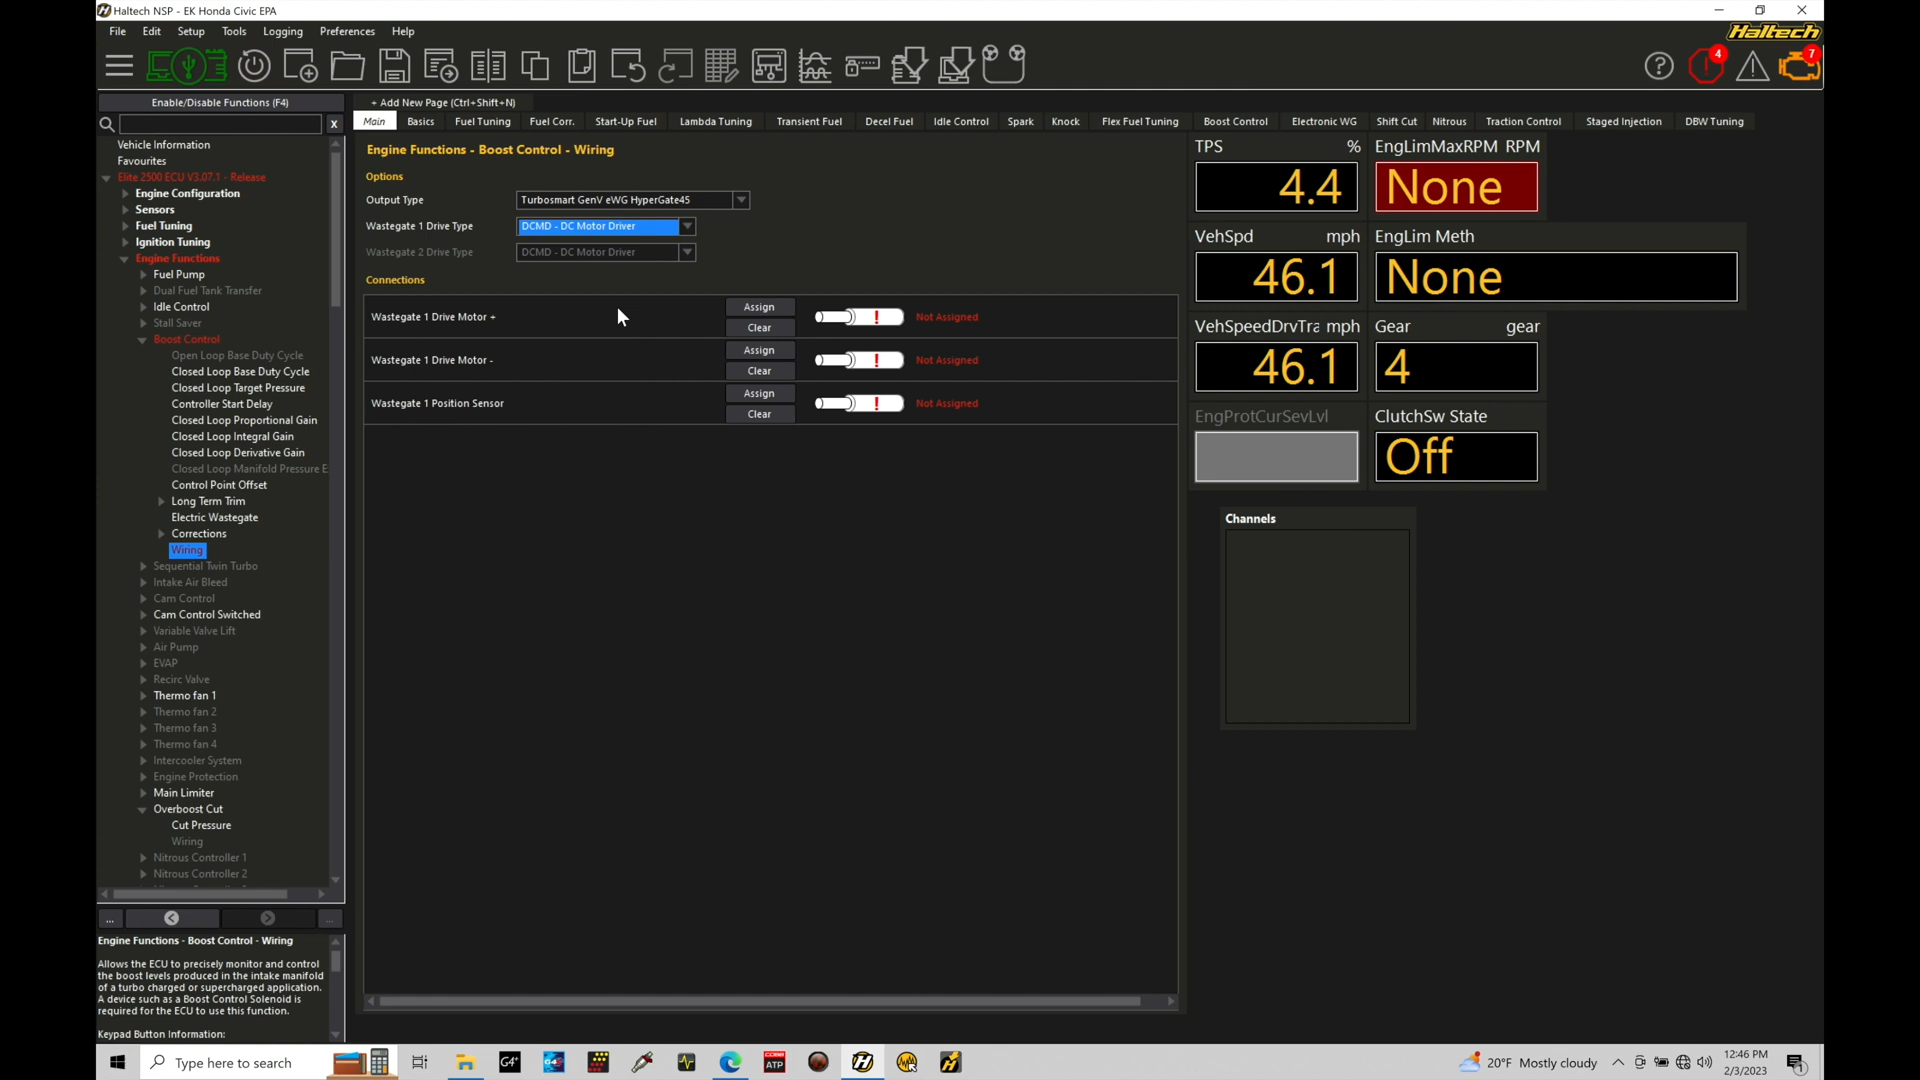 Haltech NSP - EK Honda Civic EPA
File Edit Setup Tools Logging Preferences Help
Haltech
4 7
Enable/Disable Functions (F4)
+ Add New Page (Ctrl+Shift+N)
X
Main Basics Fuel Tuning Fuel Corr. Start-Up Fuel Lambda Tuning Transient Fuel Decel Fuel Idle Control Spark Knock Flex Fuel Tuning Boost Control Electronic WG Shift Cut Nitrous Traction Control Staged Injection DBW Tuning
Vehicle Information
Favourites
Elite 2500 ECU V3.07.1 - Release
Engine Configuration
Sensors
Fuel Tuning
Ignition Tuning
Engine Functions
Fuel Pump
Dual Fuel Tank Transfer
Idle Control
Stall Saver
Boost Control
Open Loop Base Duty Cycle
Closed Loop Base Duty Cycle
Closed Loop Target Pressure
Controller Start Delay
Closed Loop Proportional Gain
Closed Loop Integral Gain
Closed Loop Derivative Gain
Closed Loop Manifold Pressure E
Control Point Offset
Long Term Trim
Electric Wastegate
Corrections
Wiring
Sequential Twin Turbo
Intake Air Bleed
Cam Control
Cam Control Switched
Variable Valve Lift
Air Pump
EVAP
Recirc Valve
Thermo fan 1
Thermo fan 2
Thermo fan 3
Thermo fan 4
Intercooler System
Engine Protection
Main Limiter
Overboost Cut
Cut Pressure
Wiring
Nitrous Controller 1
Nitrous Controller 2
... ...
Engine Functions - Boost Control - Wiring
Allows the ECU to precisely monitor and control
the boost levels produced in the intake manifold
of a turbo charged or supercharged application.
A device such as a Boost Control Solenoid is
required for the ECU to use this function.
Keypad Button Information:
Engine Functions - Boost Control - Wiring
Options
Output Type Turbosmart GenV eWG HyperGate45
Wastegate 1 Drive Type DCMD - DC Motor Driver
Wastegate 2 Drive Type DCMD - DC Motor Driver
Connections
Wastegate 1 Drive Motor + Assign Clear ! Not Assigned
Wastegate 1 Drive Motor - Assign Clear ! Not Assigned
Wastegate 1 Position Sensor Assign Clear ! Not Assigned
TPS % EngLimMaxRPM RPM
4.4 None
VehSpd mph EngLim Meth
46.1 None
VehSpeedDrvTra mph Gear gear
46.1 4
EngProtCurSevLvl ClutchSw State
Off
Channels
Type here to search
G4+ G4X COBB ATP
20°F Mostly cloudy
12:46 PM
2/3/2023
1